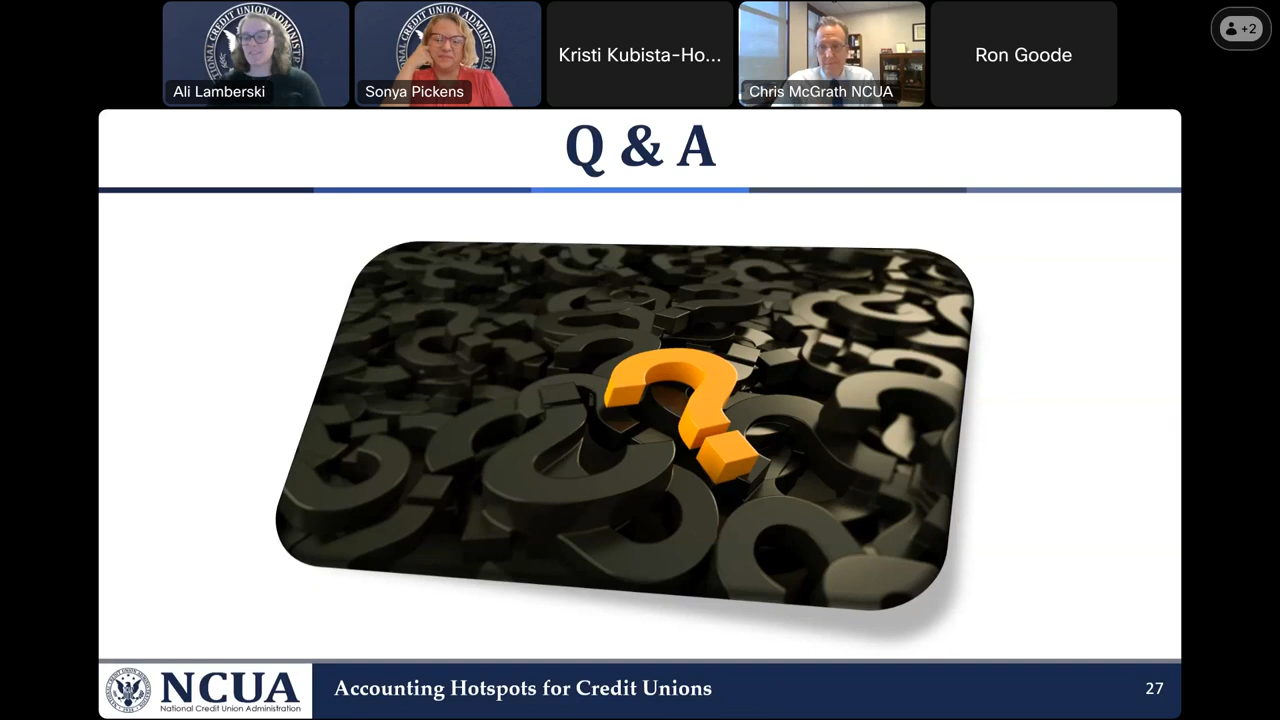 Ali Lamberski
Sonya Pickens
Kristi Kubista-Ho...
Chris McGrath NCUA
Ron Goode
+2
Q & A
NCUA
National Credit Union Administration
Accounting Hotspots for Credit Unions
27